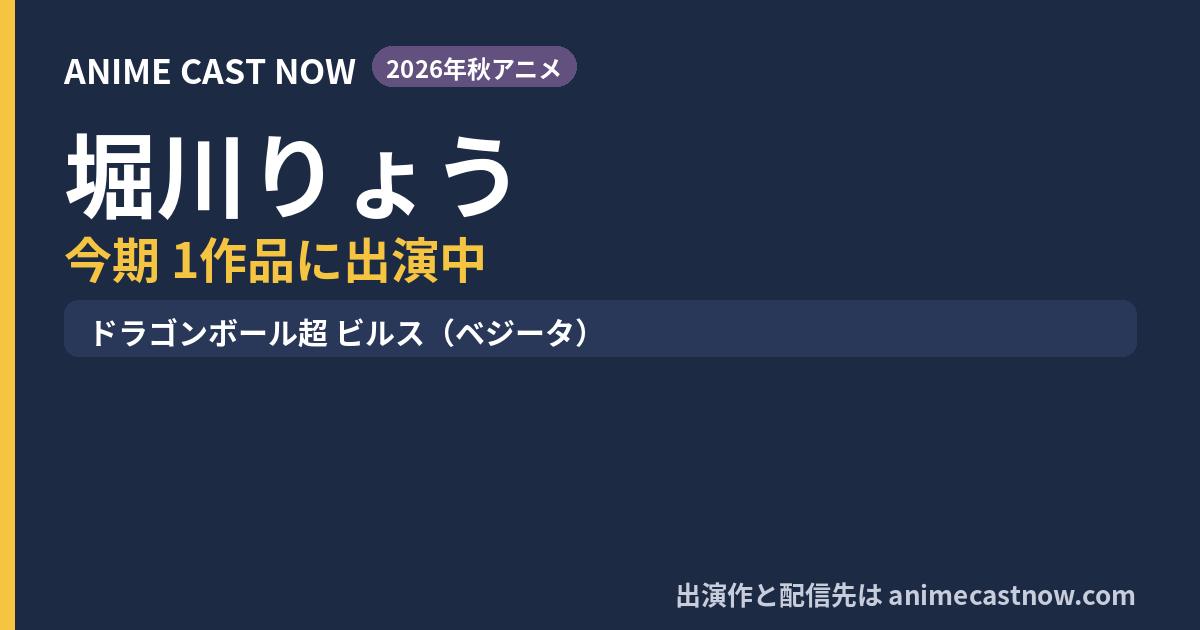 ANIME CAST NOW 2026年秋アニメ
堀川りょう
今期 1作品に出演中
ドラゴンボール超 ビルス（ベジータ）
出演作と配信先は animecastnow.com